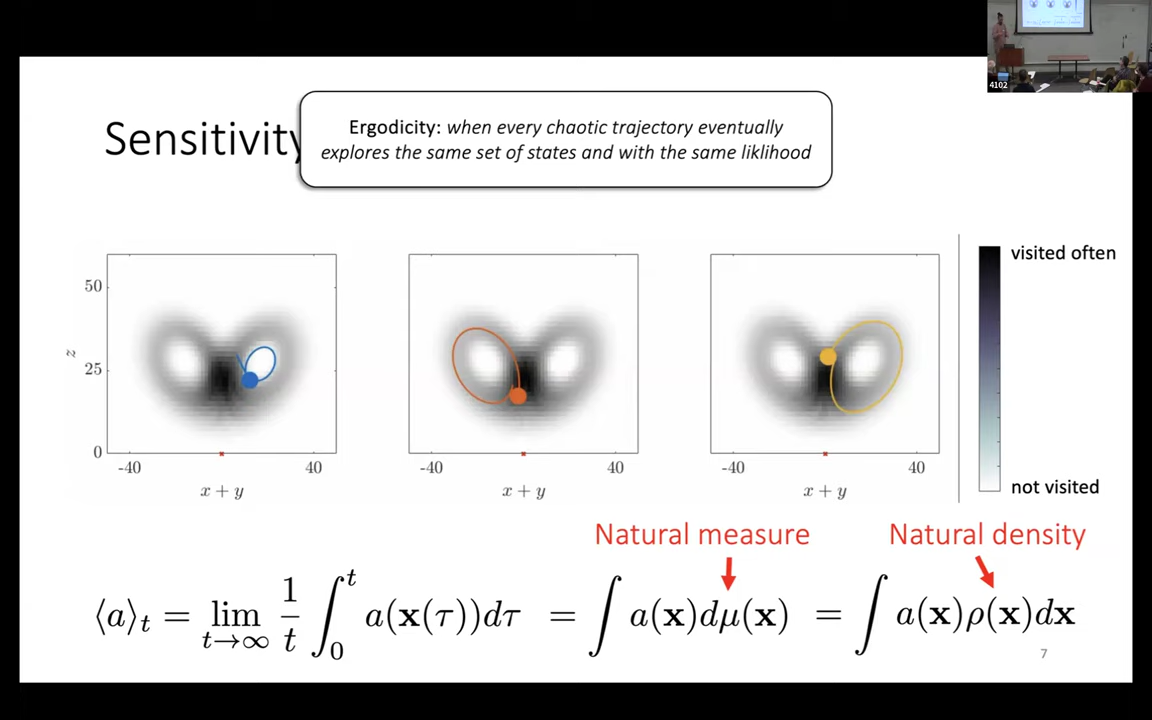 4102
Sensitivity
Ergodicity: when every chaotic trajectory eventually
explores the same set of states and with the same liklihood
50
25
0
z
-40 40
x + y
-40 40
x + y
-40 40
x + y
visited often
not visited
Natural measure
Natural density
⟨a⟩ₜ = lim_{t→∞} 1/t ∫₀ᵗ a(𝐱(τ))dτ = ∫ a(𝐱)dμ(𝐱) = ∫ a(𝐱)ρ(𝐱)d𝐱
7